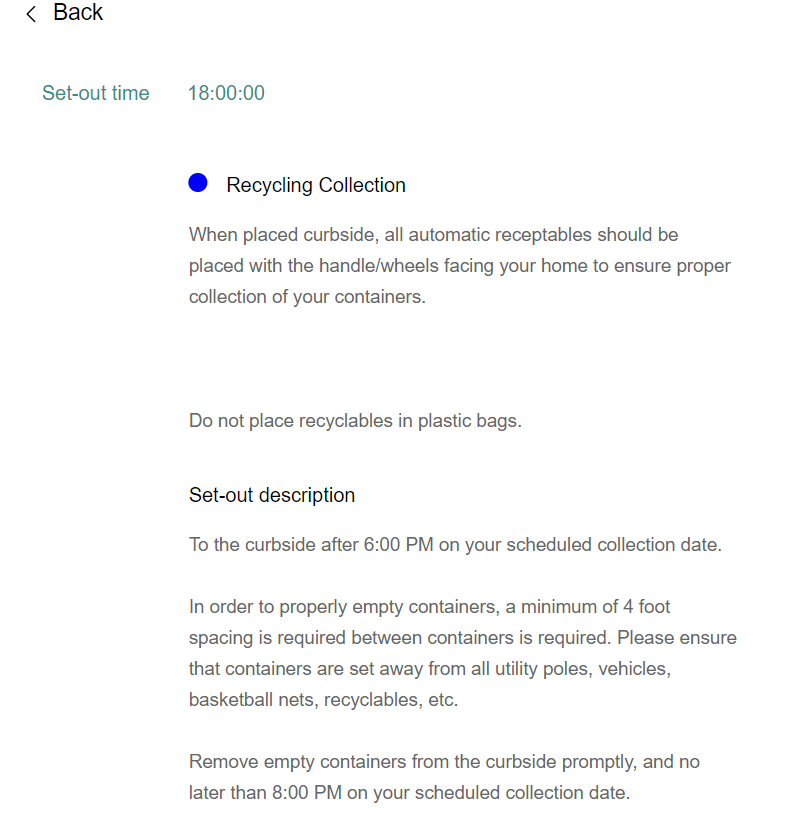 Back
Set-out time 18:00:00
Recycling Collection
When placed curbside, all automatic receptables should be
placed with the handle/wheels facing your home to ensure proper
collection of your containers.
Do not place recyclables in plastic bags.
Set-out description
To the curbside after 6:00 PM on your scheduled collection date.
In order to properly empty containers, a minimum of 4 foot
spacing is required between containers is required. Please ensure
that containers are set away from all utility poles, vehicles,
basketball nets, recyclables, etc.
Remove empty containers from the curbside promptly, and no
later than 8:00 PM on your scheduled collection date.